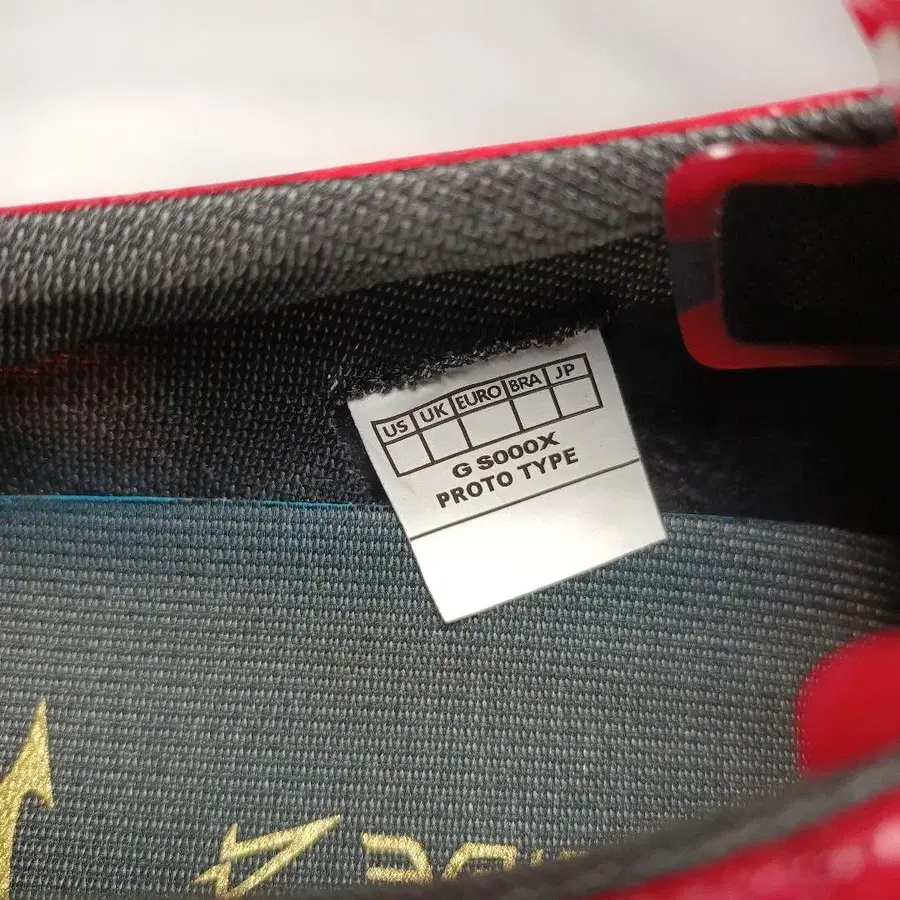 US UK EURO BRA JP
G S000X
PROTO TYPE